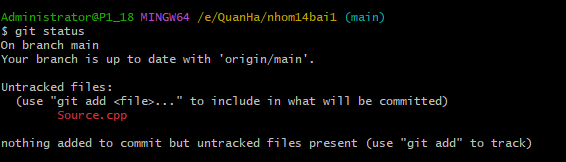 Administrator@P1_18 MINGW64 /e/QuanHa/nhom14bai1 (main)
$ git status
On branch main
Your branch is up to date with 'origin/main'.

Untracked files:
  (use "git add <file>..." to include in what will be committed)
        Source.cpp

nothing added to commit but untracked files present (use "git add" to track)